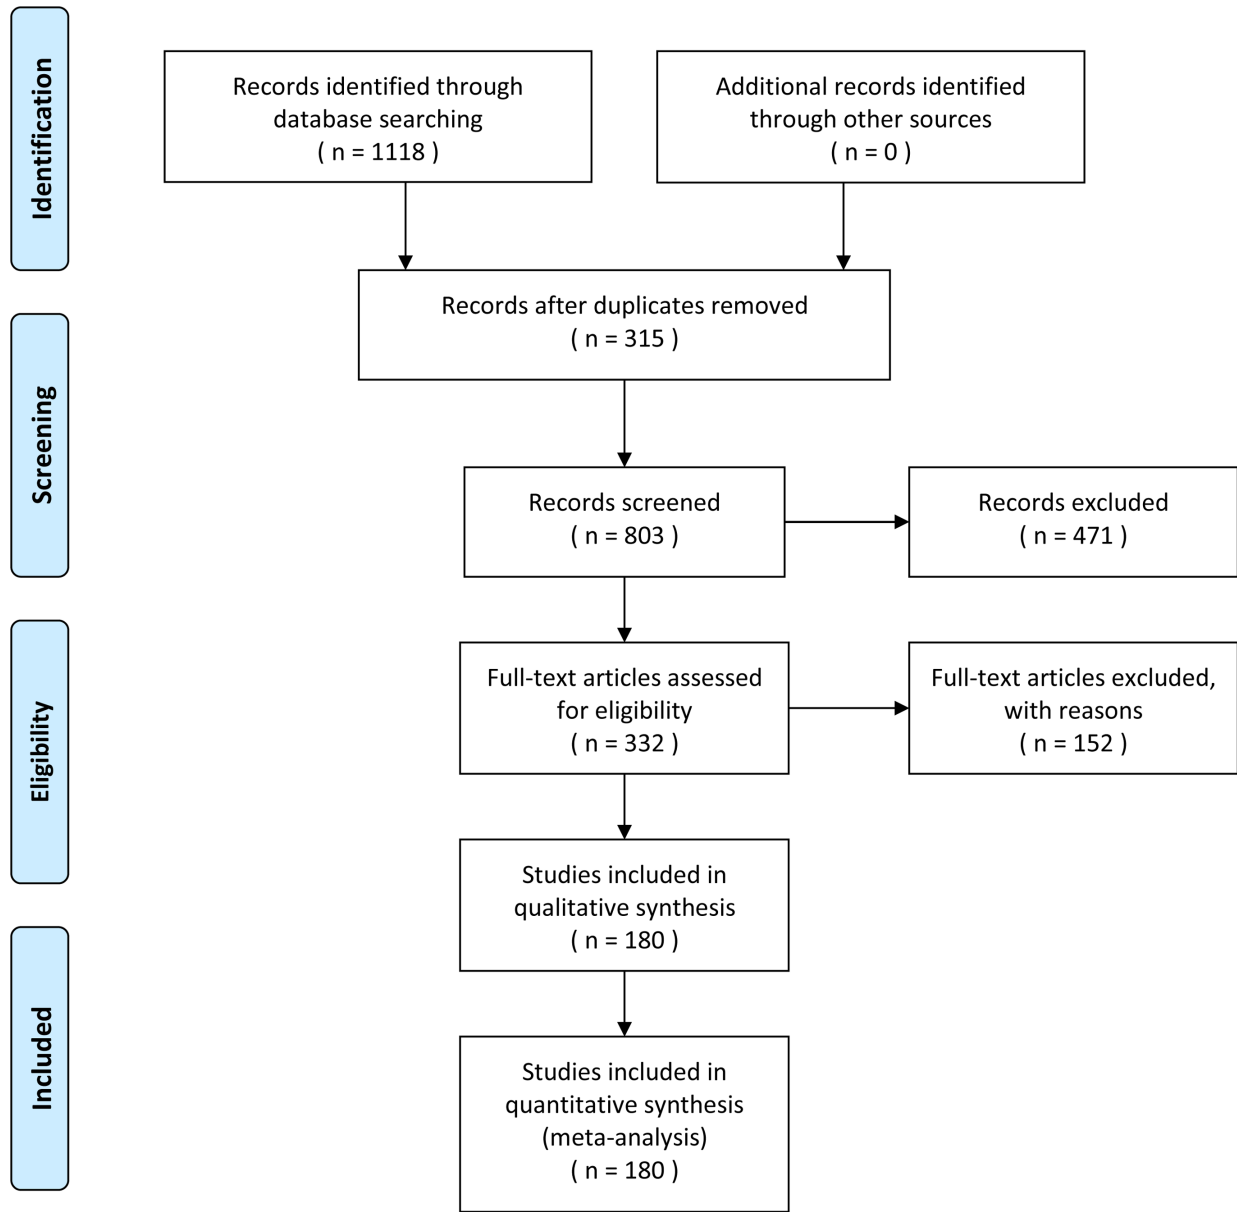 Identification
Records identified through
database searching
( n = 1118 )
Additional records identified
through other sources
( n = 0 )
Records after duplicates removed
( n = 315 )
Screening
Records screened
( n = 803 )
Records excluded
( n = 471 )
Eligibility
Full-text articles assessed
for eligibility
( n = 332 )
Full-text articles excluded,
with reasons
( n = 152 )
Studies included in
qualitative synthesis
( n = 180 )
Included
Studies included in
quantitative synthesis
(meta-analysis)
( n = 180 )